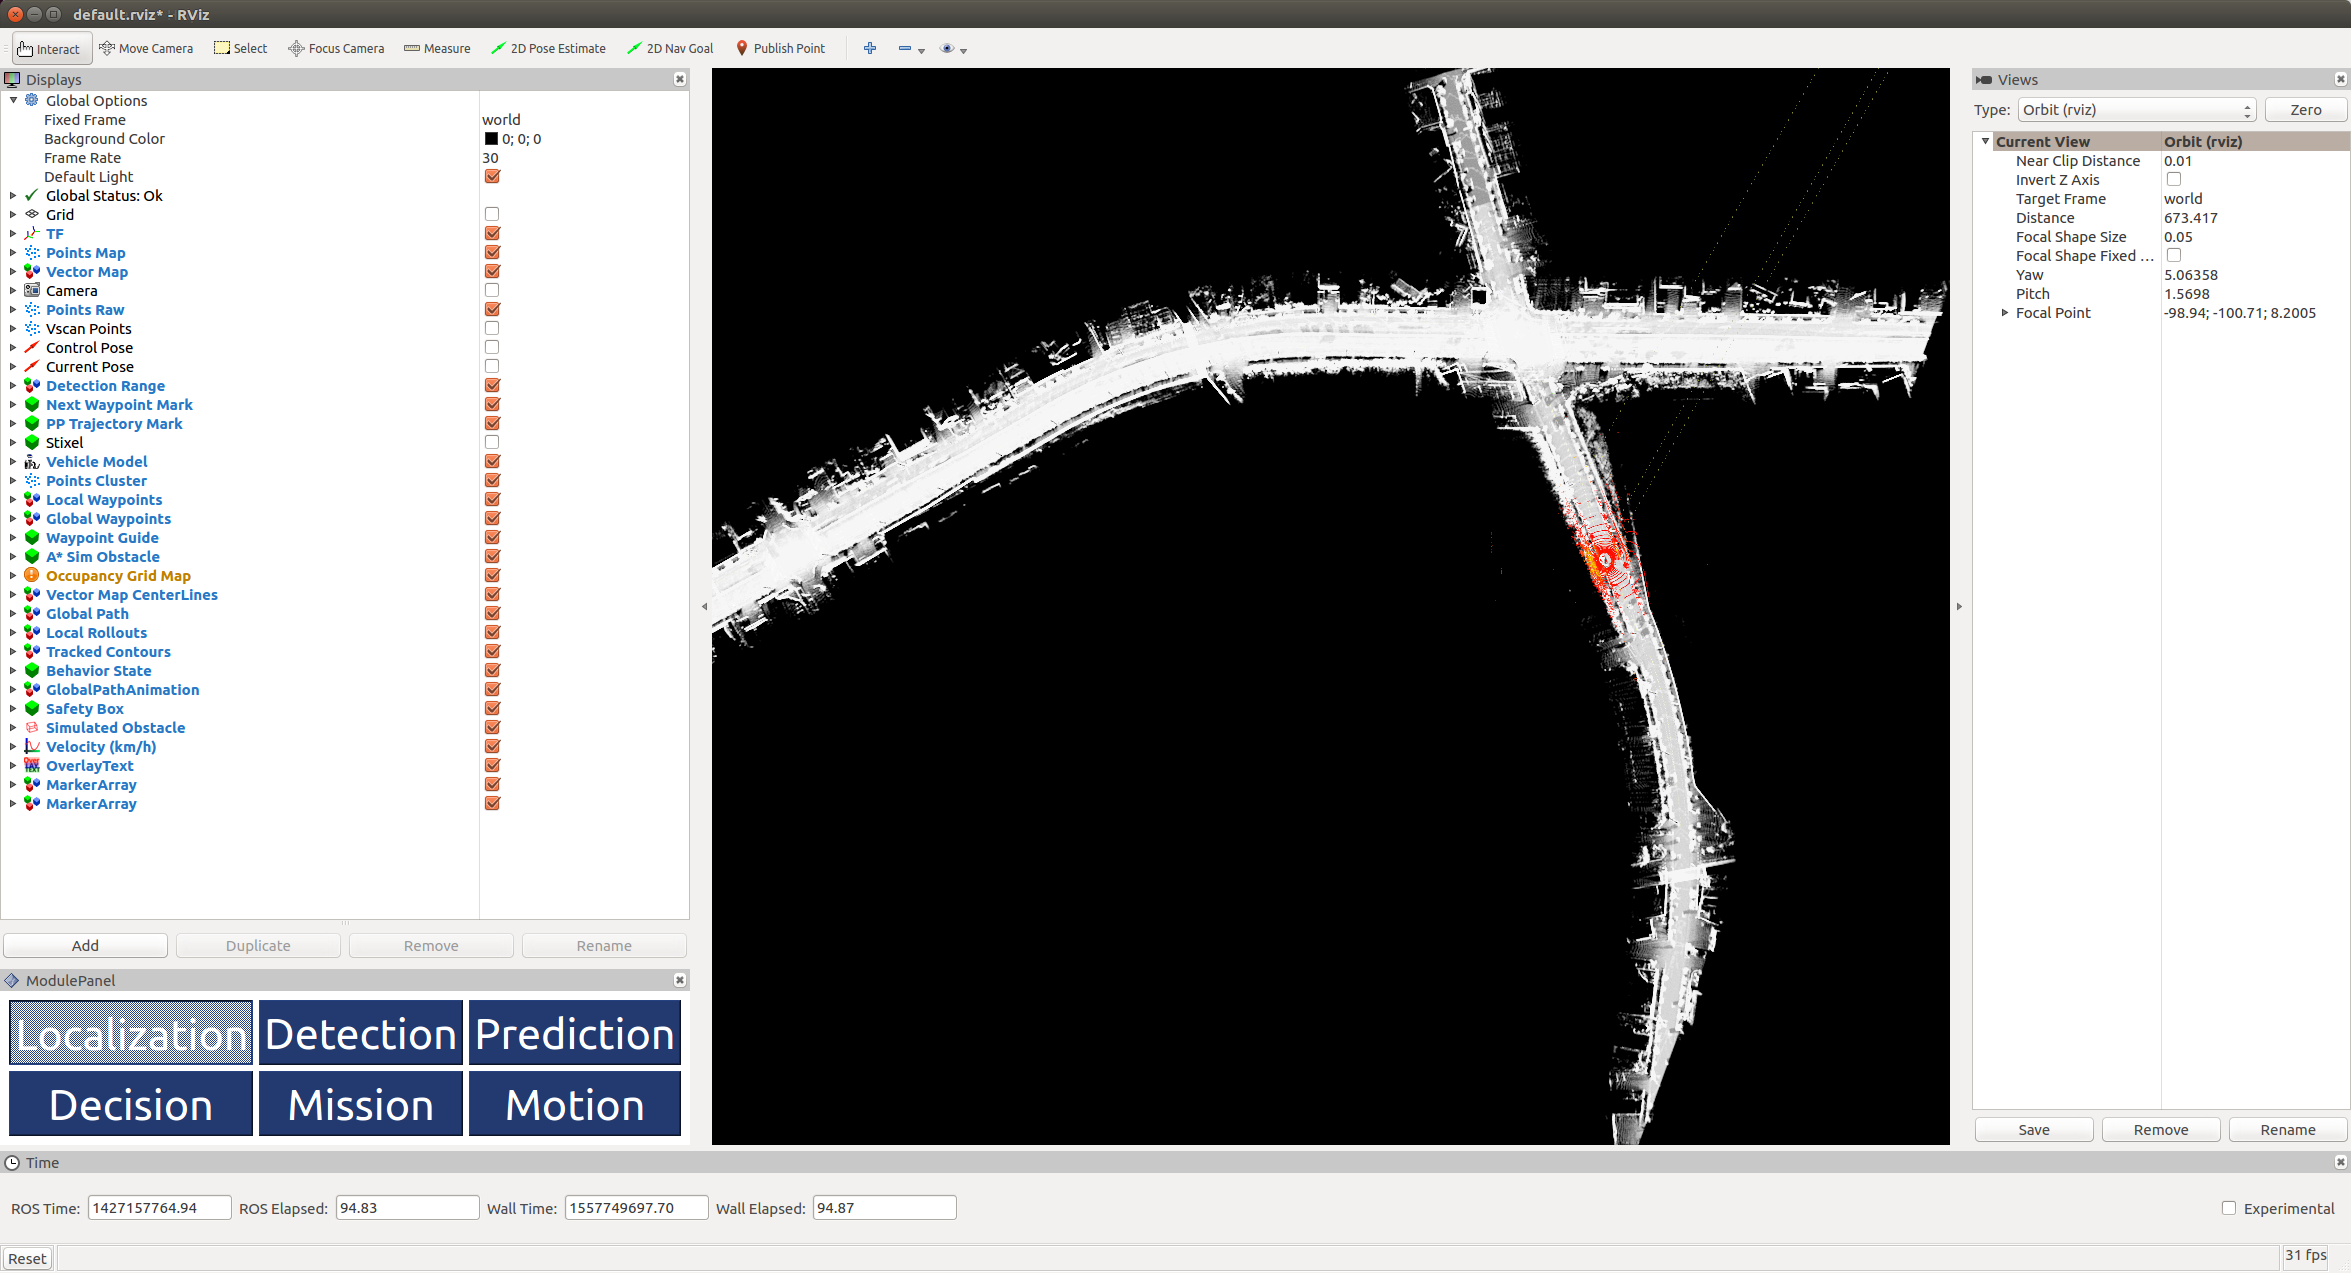 default.rviz* - RViz
Interact Move Camera Select Focus Camera Measure 2D Pose Estimate 2D Nav Goal Publish Point
Displays
Global Options
Fixed Frame world
Background Color 0; 0; 0
Frame Rate 30
Default Light
Global Status: Ok
Grid
TF
Points Map
Vector Map
Camera
Points Raw
Vscan Points
Control Pose
Current Pose
Detection Range
Next Waypoint Mark
PP Trajectory Mark
Stixel
Vehicle Model
Points Cluster
Local Waypoints
Global Waypoints
Waypoint Guide
A* Sim Obstacle
Occupancy Grid Map
Vector Map CenterLines
Global Path
Local Rollouts
Tracked Contours
Behavior State
GlobalPathAnimation
Safety Box
Simulated Obstacle
Velocity (km/h)
OverlayText
MarkerArray
MarkerArray
Add Duplicate Remove Rename
ModulePanel
Localization Detection Prediction
Decision Mission Motion
Views
Type: Orbit (rviz) Zero
Current View Orbit (rviz)
Near Clip Distance 0.01
Invert Z Axis
Target Frame world
Distance 673.417
Focal Shape Size 0.05
Focal Shape Fixed ...
Yaw 5.06358
Pitch 1.5698
Focal Point -98.94; -100.71; 8.2005
Save Remove Rename
Time
ROS Time: 1427157764.94 ROS Elapsed: 94.83 Wall Time: 1557749697.70 Wall Elapsed: 94.87 Experimental
Reset 31 fps